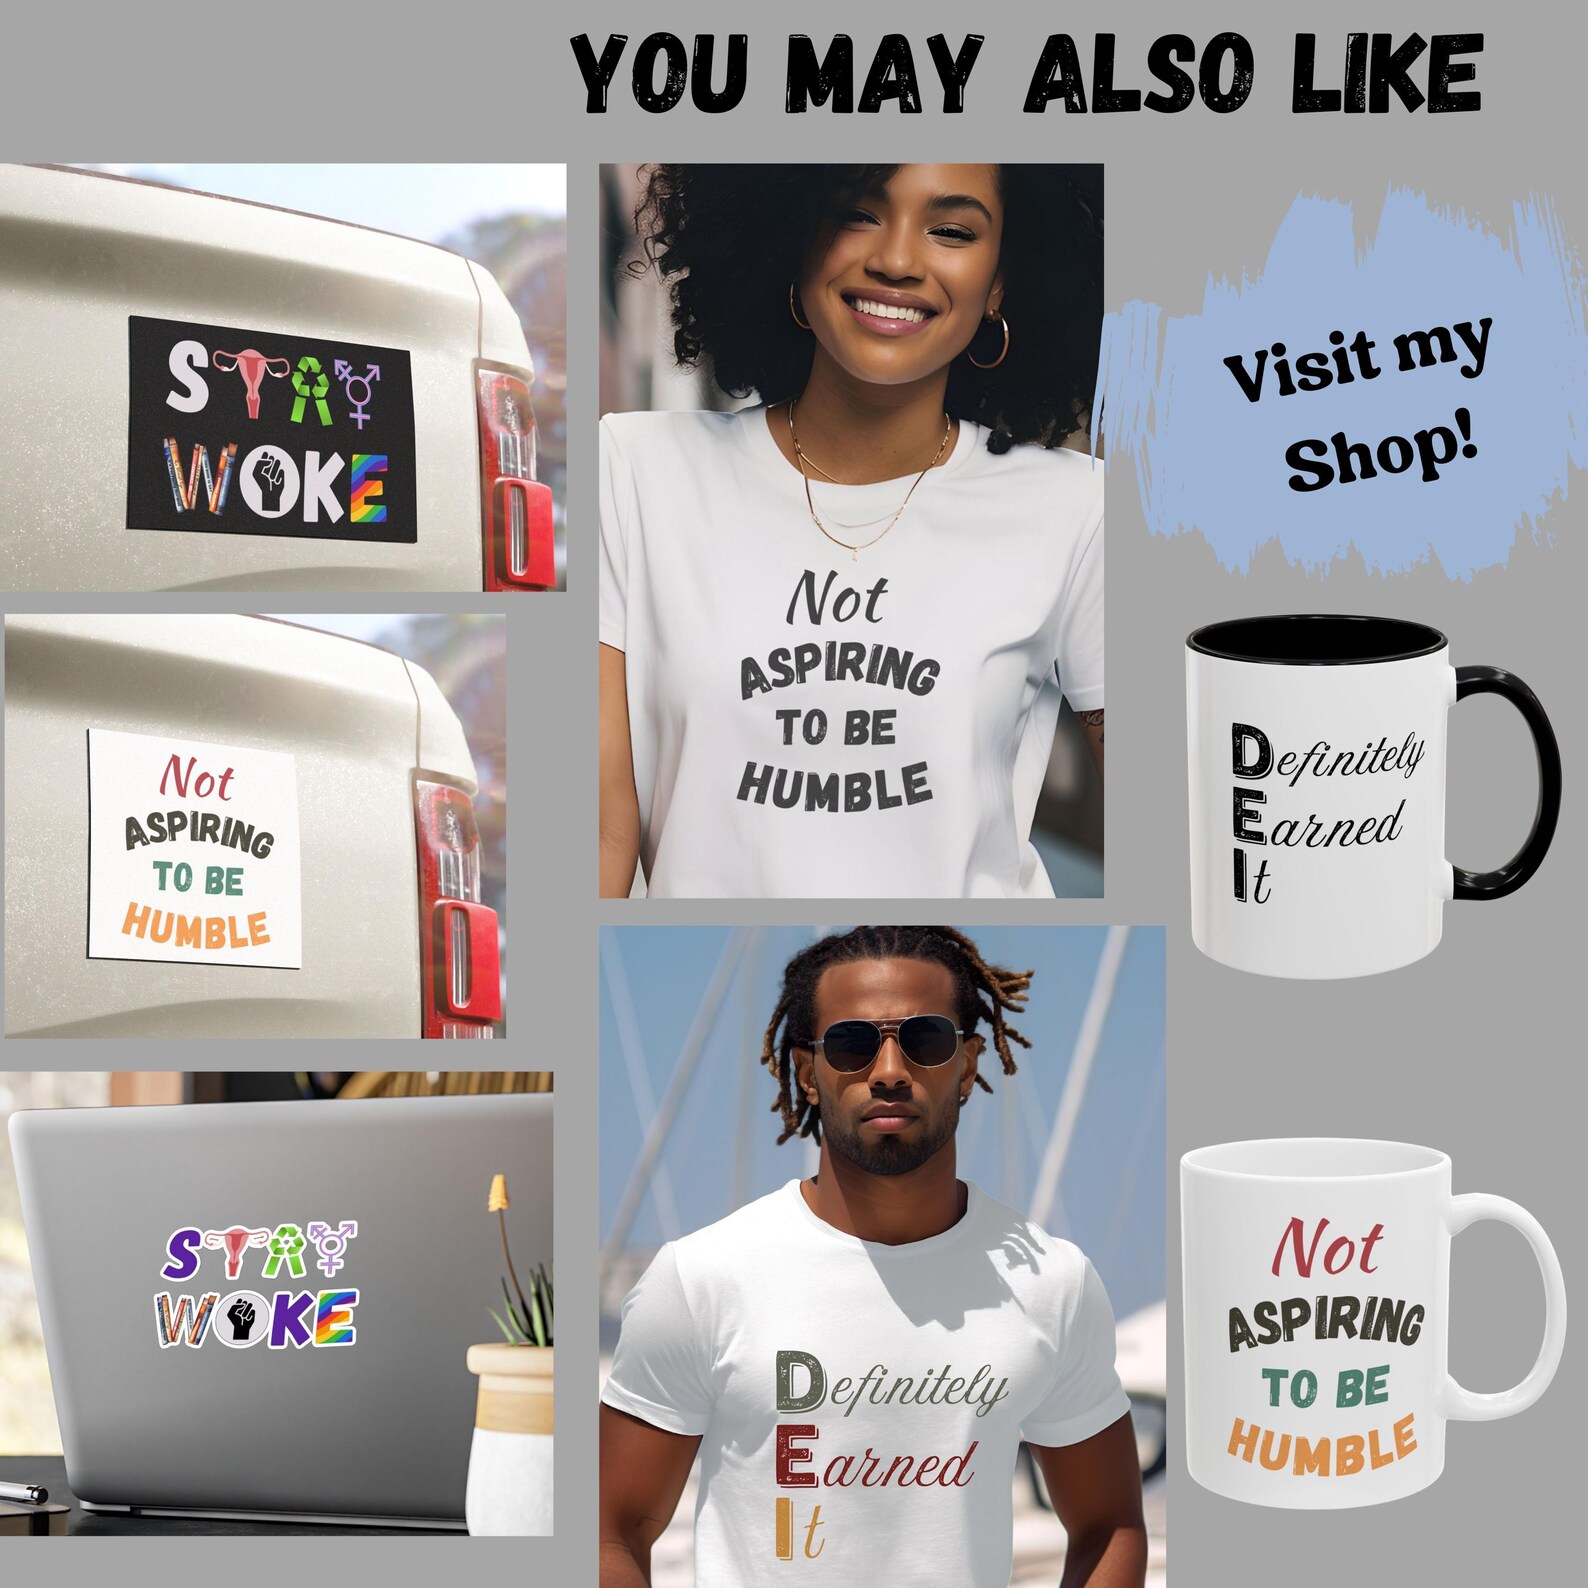 YOU MAY ALSO LIKE
STAY
WOKE
Not
ASPIRING
TO BE
HUMBLE
Visit my
Shop!
Not
ASPIRING
TO BE
HUMBLE
Definitely
Earned
It
STAY
WOKE
Definitely
Earned
It
Not
ASPIRING
TO BE
HUMBLE